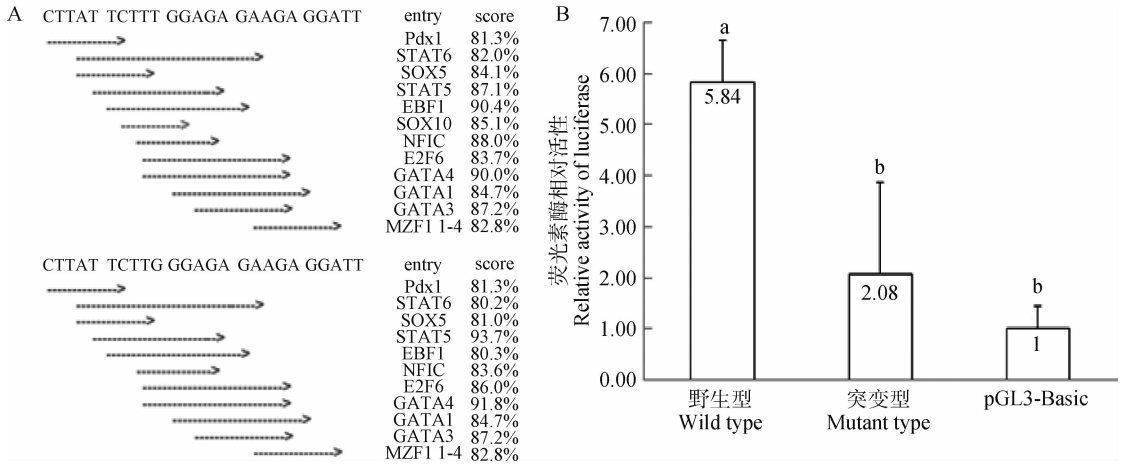 A
CTTAT TCTTT GGAGA GAAGA GGATT entry score
Pdx1 81.3%
STAT6 82.0%
SOX5 84.1%
STAT5 87.1%
EBF1 90.4%
SOX10 85.1%
NFIC 88.0%
E2F6 83.7%
GATA4 90.0%
GATA1 84.7%
GATA3 87.2%
MZF1 1-4 82.8%
CTTAT TCTTG GGAGA GAAGA GGATT entry score
Pdx1 81.3%
STAT6 80.2%
SOX5 81.0%
STAT5 93.7%
EBF1 80.3%
NFIC 83.6%
E2F6 86.0%
GATA4 91.8%
GATA1 84.7%
GATA3 87.2%
MZF1 1-4 82.8%
B
荧光素酶相对活性
Relative activity of luciferase
7.00
6.00
5.00
4.00
3.00
2.00
1.00
0.00
a
5.84
b
2.08
b
1
野生型
Wild type
突变型
Mutant type
pGL3-Basic